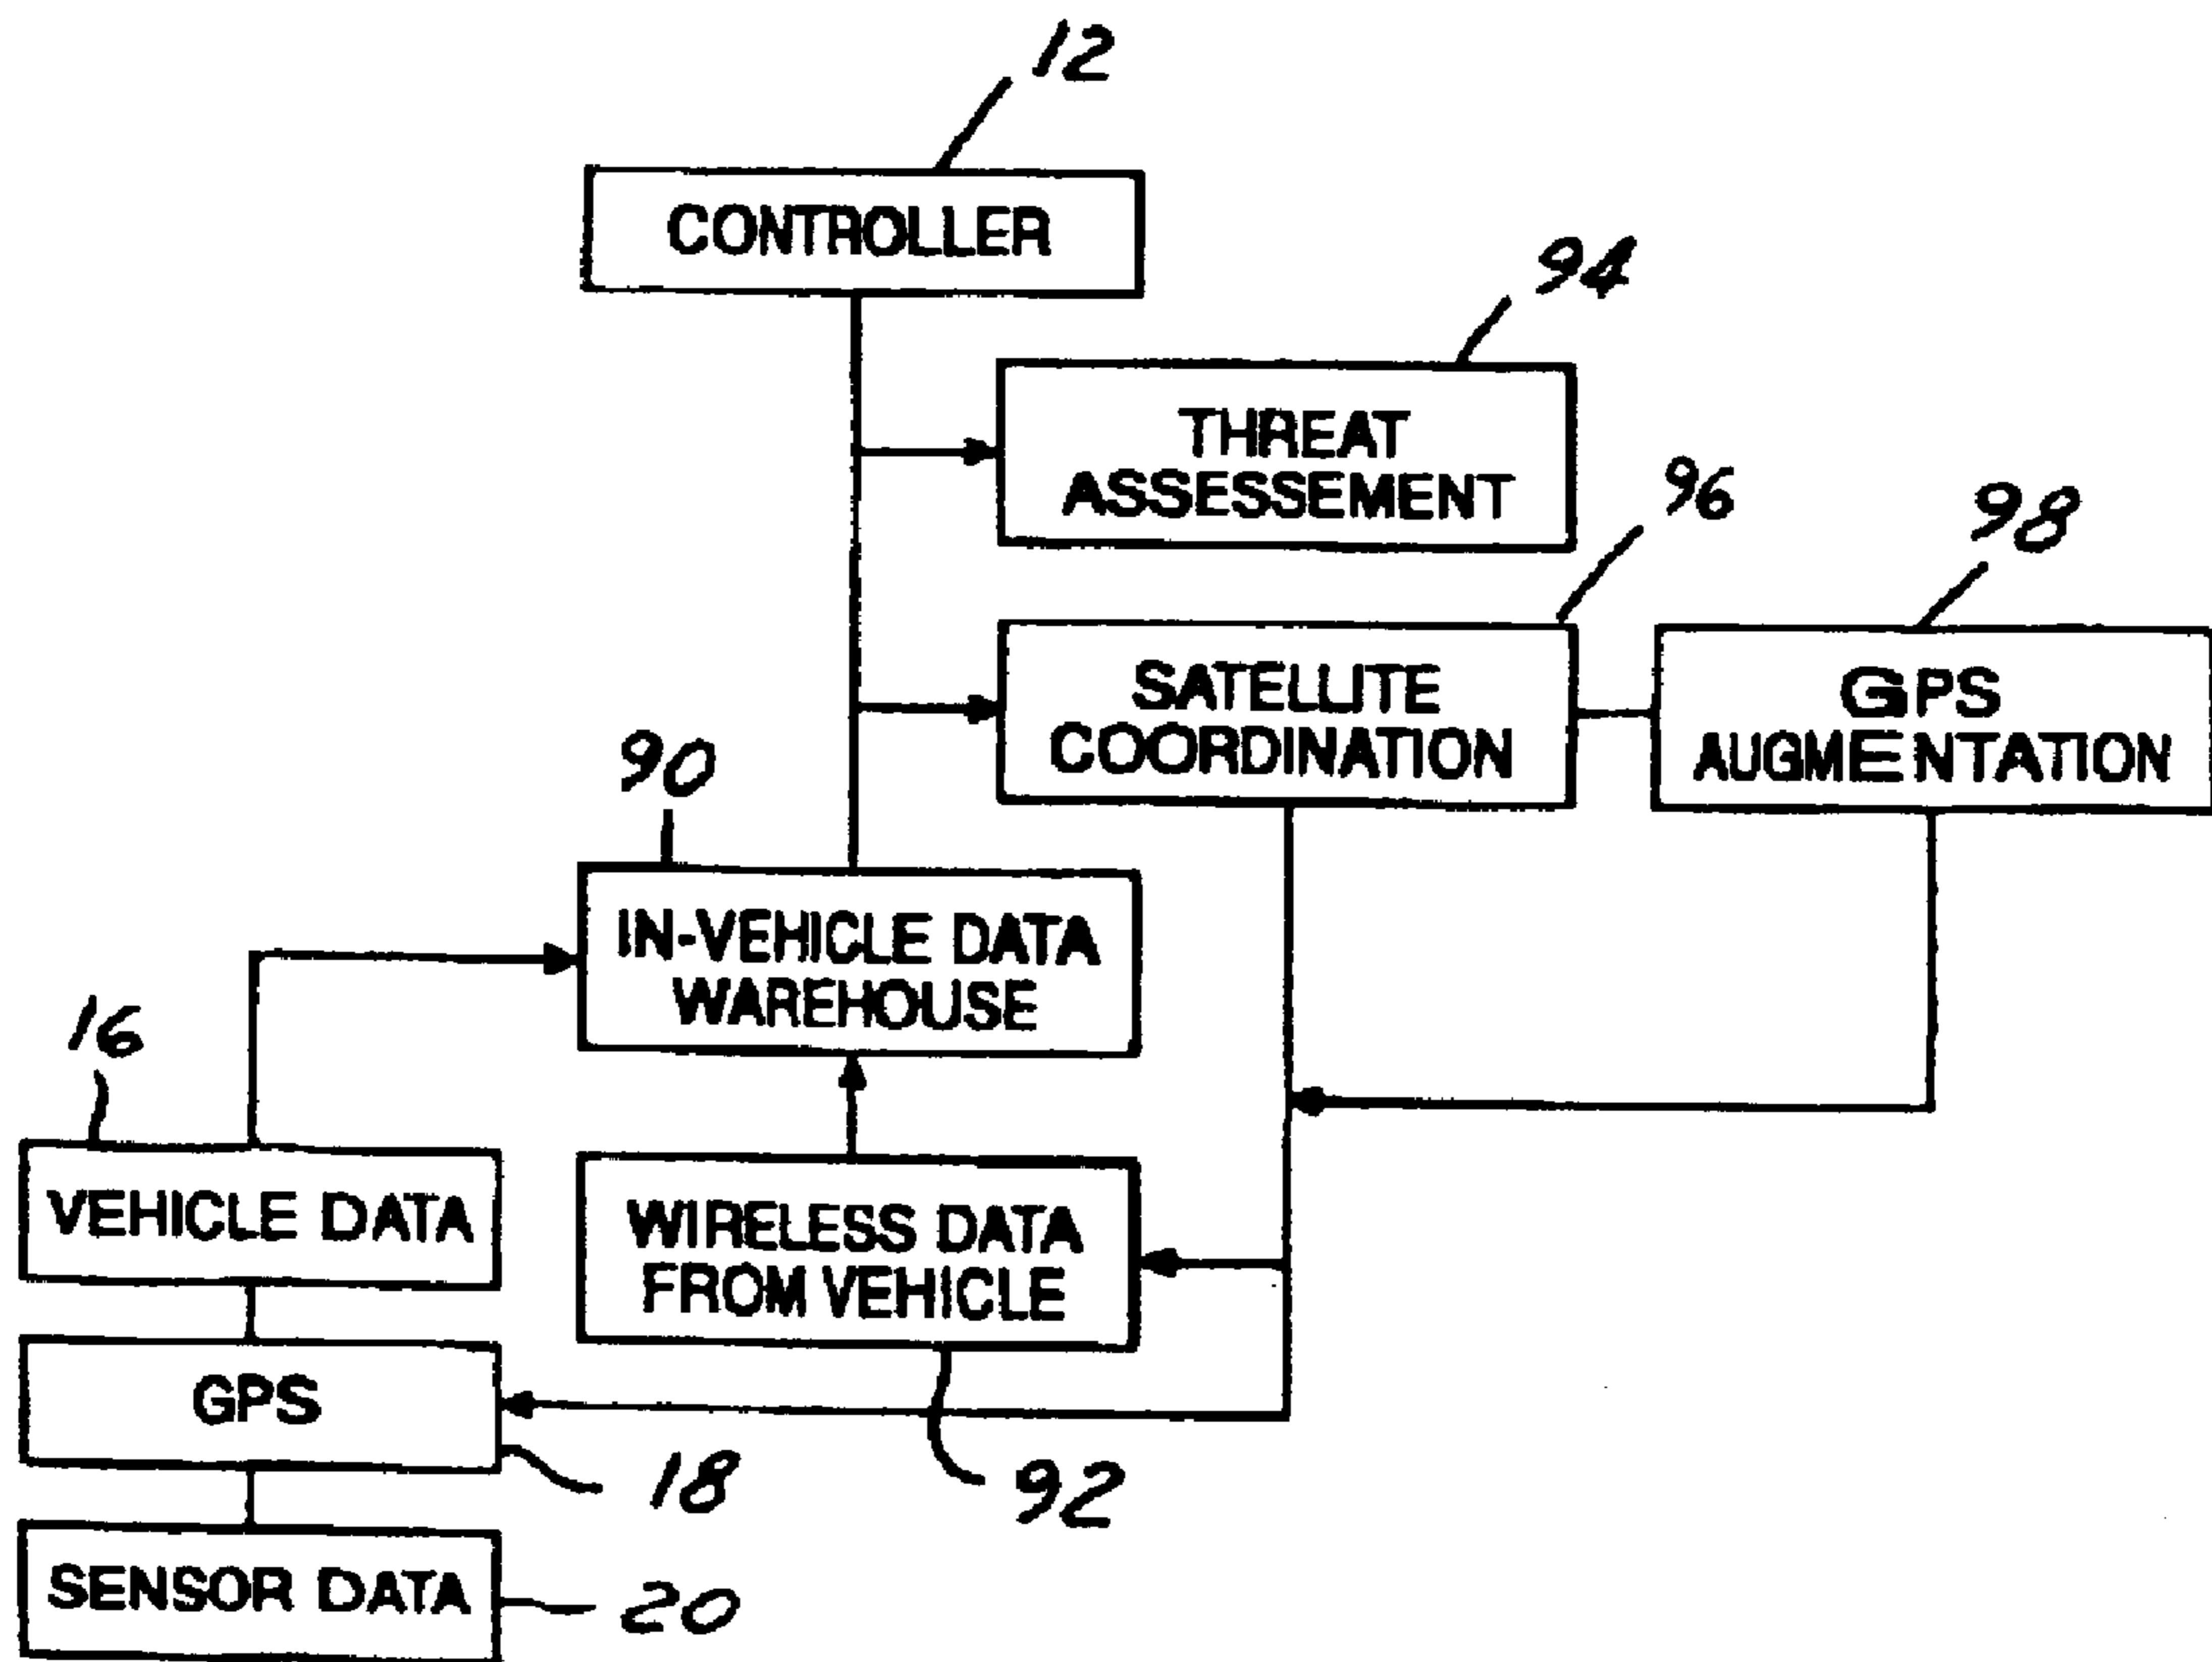 12
CONTROLLER
94
THREAT
ASSESSEMENT
96
98
SATELLITE
COORDINATION
GPS
AUGMENTATION
90
IN-VEHICLE DATA
WAREHOUSE
16
VEHICLE DATA
WIRELESS DATA
FROM VEHICLE
GPS
18
92
SENSOR DATA
20